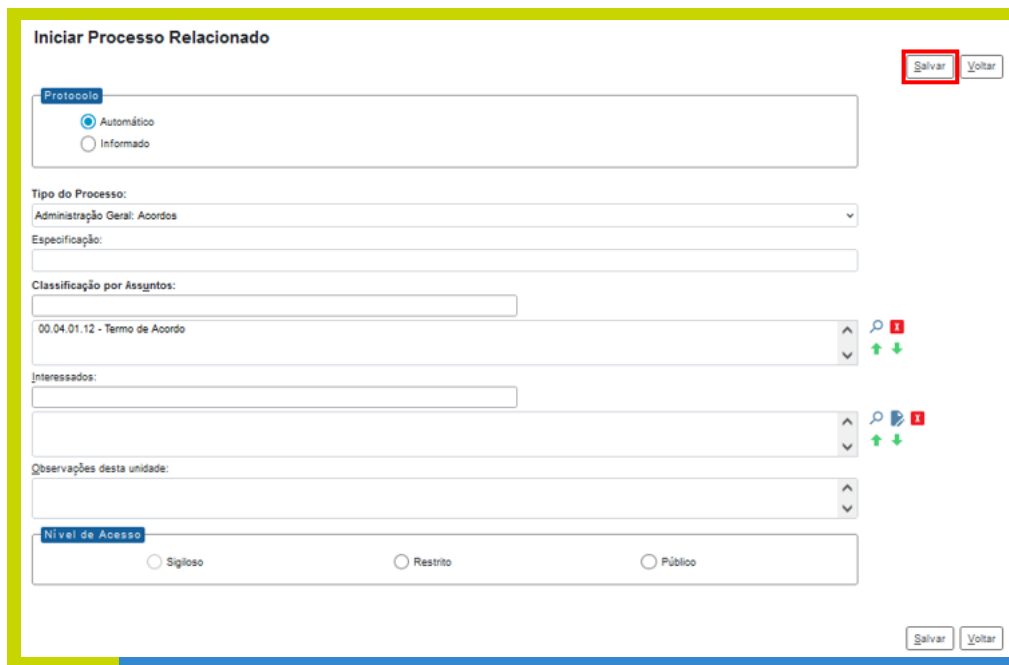 Iniciar Processo Relacionado
Salvar Voltar
Protocolo
Automático
Informado
Tipo do Processo:
Administração Geral: Acordos
Especificação:
Classificação por Assuntos:
00.04.01.12 - Termo de Acordo
Interessados:
Observações desta unidade:
Nível de Acesso
Sigiloso Restrito Público
Salvar Voltar